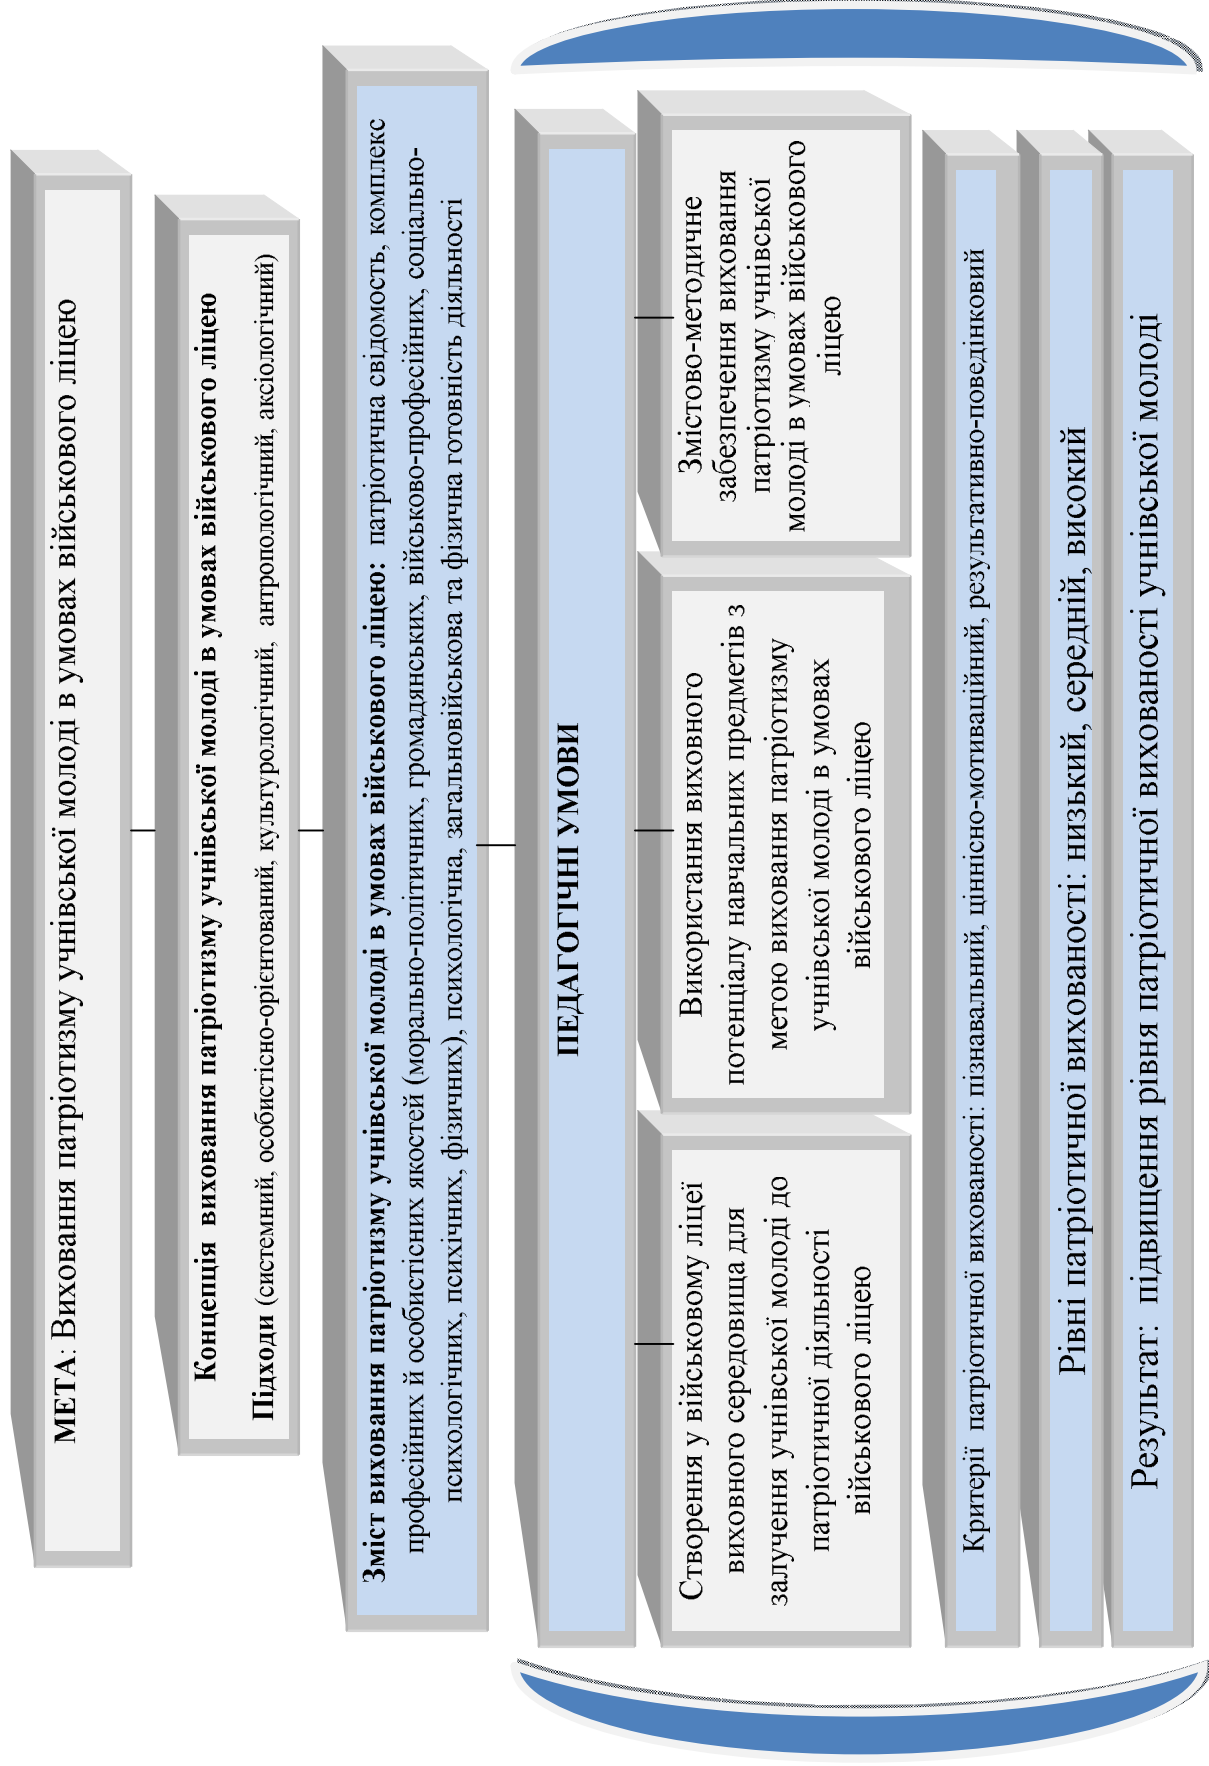 МЕТА: Виховання патріотизму учнівської молоді в умовах військового ліцею
Концепція виховання патріотизму учнівської молоді в умовах військового ліцею
Підходи (системний, особистісно-орієнтований, культурологічний, антропологічний, аксіологічний)
Зміст виховання патріотизму учнівської молоді в умовах військового ліцею: патріотична свідомість, комплекс
професійних й особистісних якостей (морально-політичних, громадянських, військово-професійних, соціально-
психологічних, психічних, фізичних), психологічна, загальновійськова та фізична готовність діяльності
ПЕДАГОГІЧНІ УМОВИ
Створення у військовому ліцеї
виховного середовища для
залучення учнівської молоді до
патріотичної діяльності
військового ліцею
Використання виховного
потенціалу навчальних предметів з
метою виховання патріотизму
учнівської молоді в умовах
військового ліцею
Змістово-методичне
забезпечення виховання
патріотизму учнівської
молоді в умовах військового
ліцею
Критерії патріотичної вихованості: пізнавальний, ціннісно-мотиваційний, результативно-поведінковий
Рівні патріотичної вихованості: низький, середній, високий
Результат: підвищення рівня патріотичної вихованості учнівської молоді